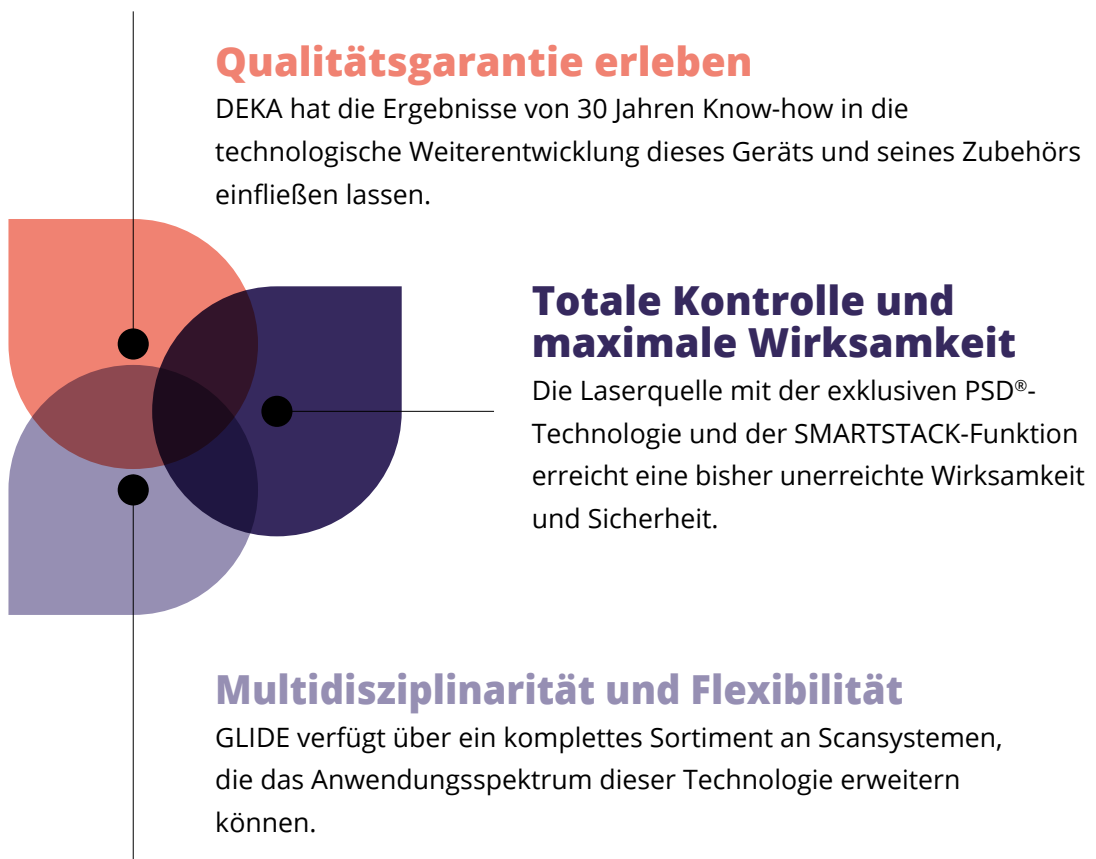 Qualitätsgarantie erleben
DEKA hat die Ergebnisse von 30 Jahren Know-how in die
technologische Weiterentwicklung dieses Geräts und seines Zubehörs
einfließen lassen.
Totale Kontrolle und
maximale Wirksamkeit
Die Laserquelle mit der exklusiven PSD®-
Technologie und der SMARTSTACK-Funktion
erreicht eine bisher unerreichte Wirksamkeit
und Sicherheit.
Multidisziplinarität und Flexibilität
GLIDE verfügt über ein komplettes Sortiment an Scansystemen,
die das Anwendungsspektrum dieser Technologie erweitern
können.